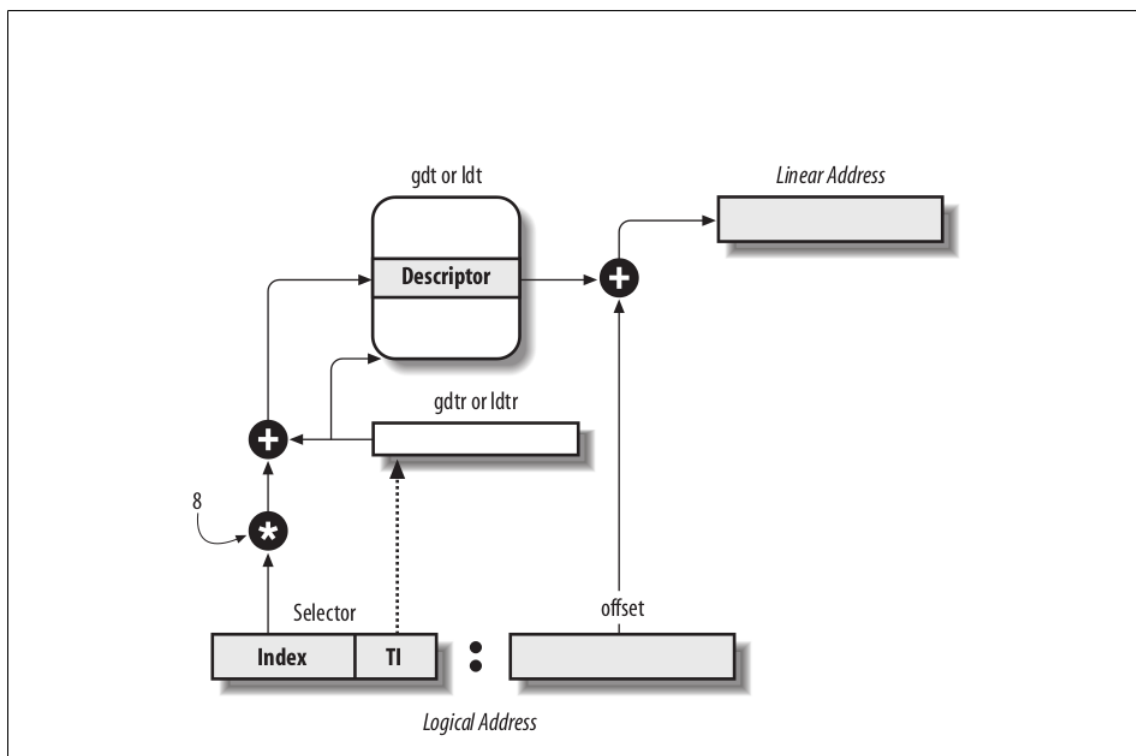 gdt or ldt
Linear Address
Descriptor
+
gdtr or ldtr
+
8
*
Selector
offset
Index
TI
:
Logical Address